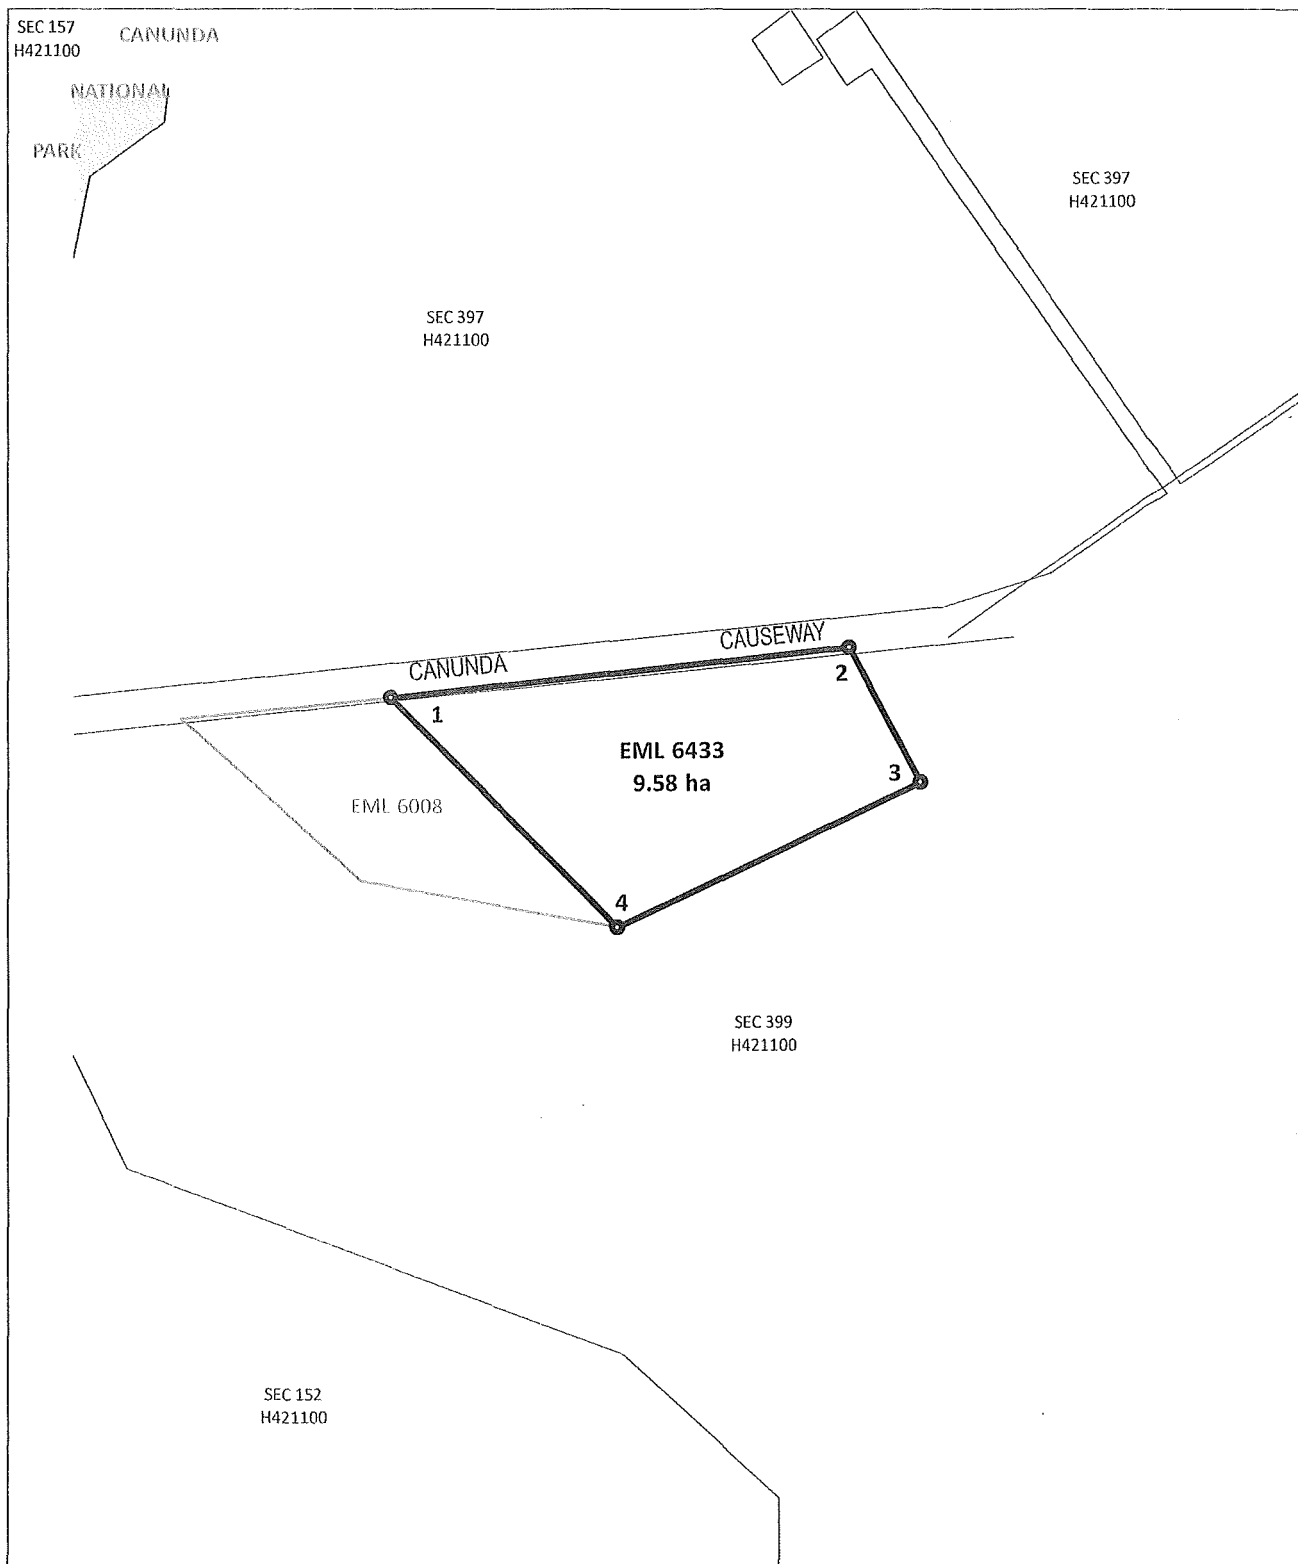 SEC 157
H421100
CANUNDA
NATIONAL
PARK
SEC 397
H421100
SEC 397
H421100
CANUNDA CAUSEWAY
1
2
EML 6433
9.58 ha
3
EML 6008
4
SEC 399
H421100
SEC 152
H421100